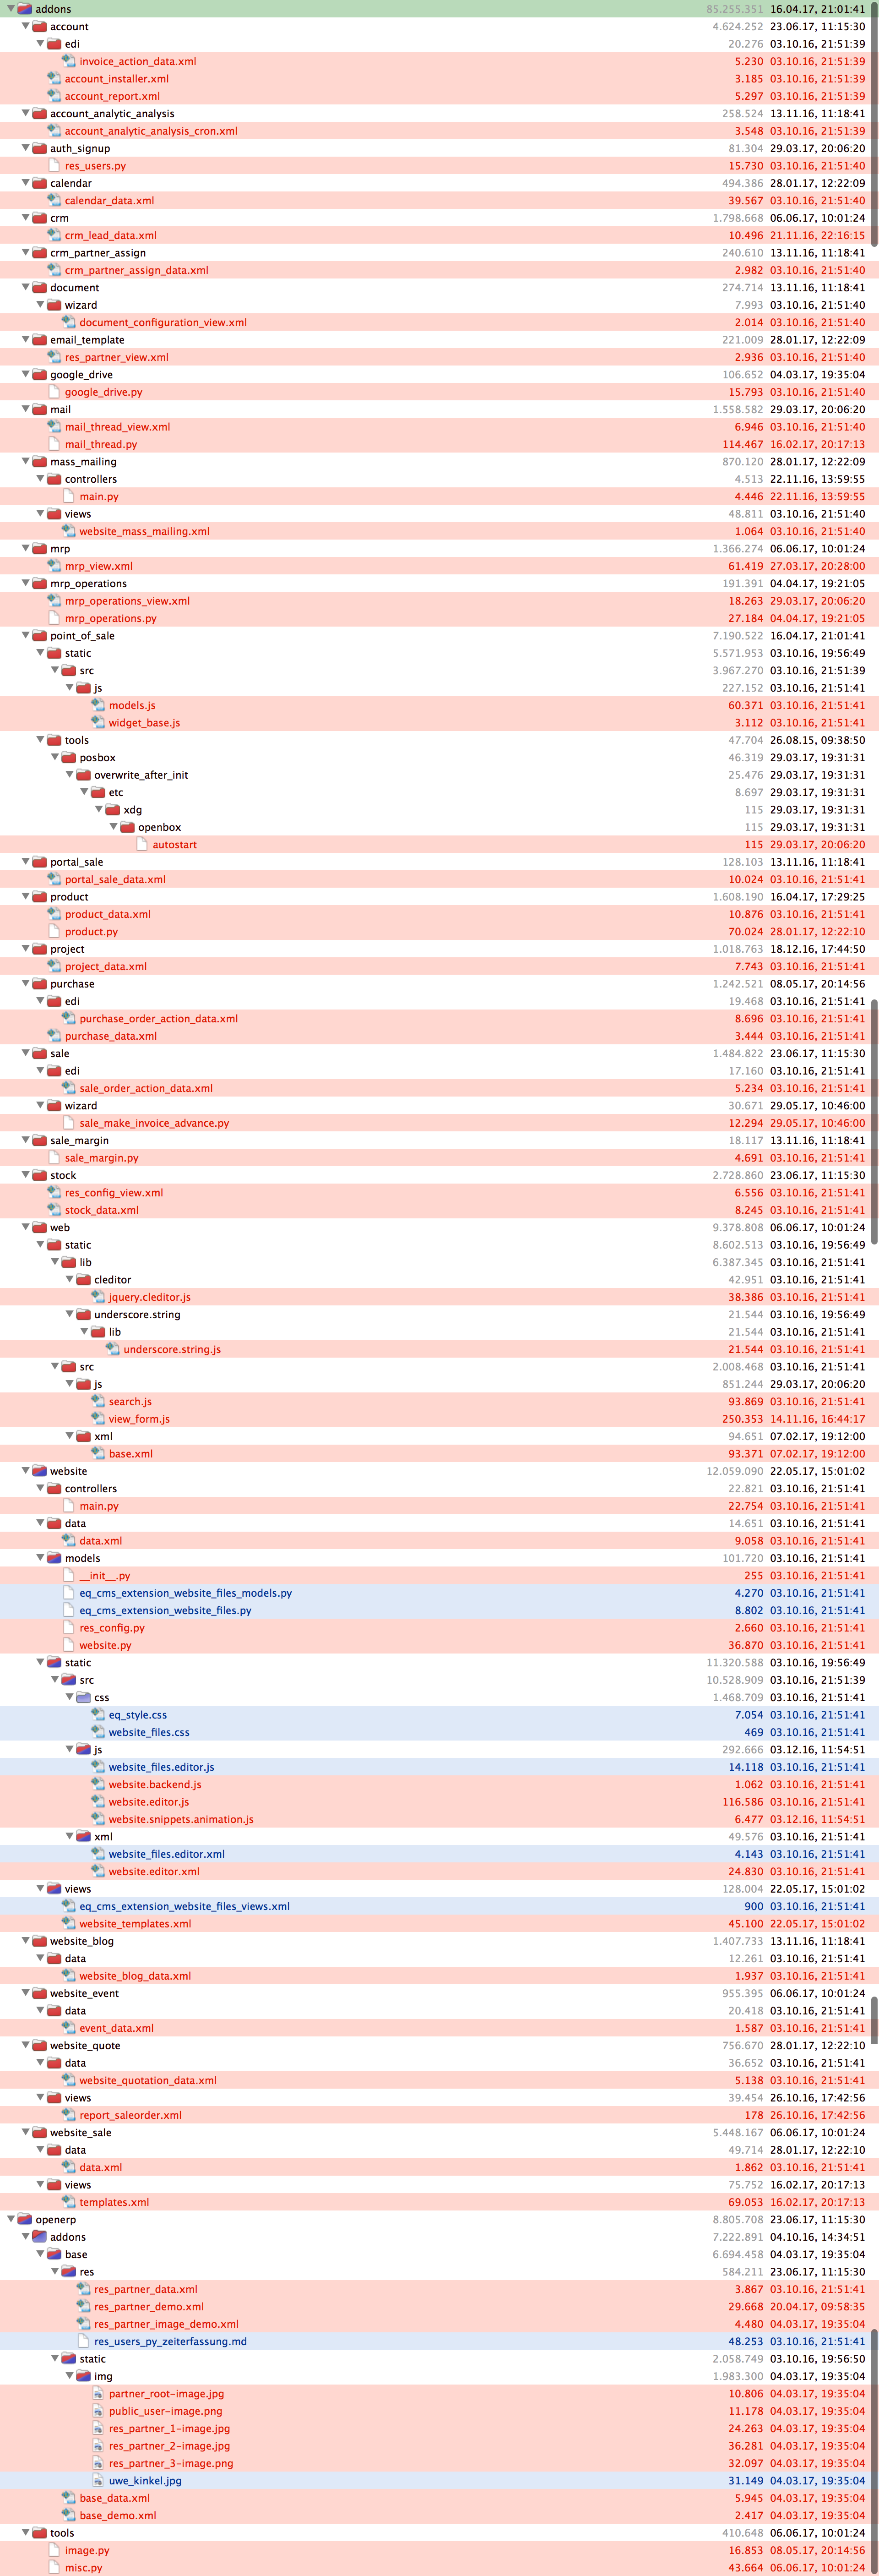 addons 85.255.351 16.04.17, 21:01:41
account 4.624.252 23.06.17, 11:15:30
edi 20.276 03.10.16, 21:51:39
invoice_action_data.xml 5.230 03.10.16, 21:51:39
account_installer.xml 3.185 03.10.16, 21:51:39
account_report.xml 5.297 03.10.16, 21:51:39
account_analytic_analysis 258.524 13.11.16, 11:18:41
account_analytic_analysis_cron.xml 3.548 03.10.16, 21:51:39
auth_signup 81.304 29.03.17, 20:06:20
res_users.py 15.730 03.10.16, 21:51:40
calendar 494.386 28.01.17, 12:22:09
calendar_data.xml 39.567 03.10.16, 21:51:40
crm 1.798.668 06.06.17, 10:01:24
crm_lead_data.xml 10.496 21.11.16, 22:16:15
crm_partner_assign 240.610 13.11.16, 11:18:41
crm_partner_assign_data.xml 2.982 03.10.16, 21:51:40
document 274.714 13.11.16, 11:18:41
wizard 7.993 03.10.16, 21:51:40
document_configuration_view.xml 2.014 03.10.16, 21:51:40
email_template 221.009 28.01.17, 12:22:09
res_partner_view.xml 2.936 03.10.16, 21:51:40
google_drive 106.652 04.03.17, 19:35:04
google_drive.py 15.793 03.10.16, 21:51:40
mail 1.558.582 29.03.17, 20:06:20
mail_thread_view.xml 6.946 03.10.16, 21:51:40
mail_thread.py 114.467 16.02.17, 20:17:13
mass_mailing 870.120 28.01.17, 12:22:09
controllers 4.513 22.11.16, 13:59:55
main.py 4.446 22.11.16, 13:59:55
views 48.811 03.10.16, 21:51:40
website_mass_mailing.xml 1.064 03.10.16, 21:51:40
mrp 1.366.274 06.06.17, 10:01:24
mrp_view.xml 61.419 27.03.17, 20:28:00
mrp_operations 191.391 04.04.17, 19:21:05
mrp_operations_view.xml 18.263 29.03.17, 20:06:20
mrp_operations.py 27.184 04.04.17, 19:21:05
point_of_sale 7.190.522 16.04.17, 21:01:41
static 5.571.953 03.10.16, 19:56:49
src 3.967.270 03.10.16, 21:51:39
js 227.152 03.10.16, 21:51:41
models.js 60.371 03.10.16, 21:51:41
widget_base.js 3.112 03.10.16, 21:51:41
tools 47.704 26.08.15, 09:38:50
posbox 46.319 29.03.17, 19:31:31
overwrite_after_init 25.476 29.03.17, 19:31:31
etc 8.697 29.03.17, 19:31:31
xdg 115 29.03.17, 19:31:31
openbox 115 29.03.17, 19:31:31
autostart 115 29.03.17, 20:06:20
portal_sale 128.103 13.11.16, 11:18:41
portal_sale_data.xml 10.024 03.10.16, 21:51:41
product 1.608.190 16.04.17, 17:29:25
product_data.xml 10.876 03.10.16, 21:51:41
product.py 70.024 28.01.17, 12:22:10
project 1.018.763 18.12.16, 17:44:50
project_data.xml 7.743 03.10.16, 21:51:41
purchase 1.242.521 08.05.17, 20:14:56
edi 19.468 03.10.16, 21:51:41
purchase_order_action_data.xml 8.696 03.10.16, 21:51:41
purchase_data.xml 3.444 03.10.16, 21:51:41
sale 1.484.822 23.06.17, 11:15:30
edi 17.160 03.10.16, 21:51:41
sale_order_action_data.xml 5.234 03.10.16, 21:51:41
wizard 30.671 29.05.17, 10:46:00
sale_make_invoice_advance.py 12.294 29.05.17, 10:46:00
sale_margin 18.117 13.11.16, 11:18:41
sale_margin.py 4.691 03.10.16, 21:51:41
stock 2.728.860 23.06.17, 11:15:30
res_config_view.xml 6.556 03.10.16, 21:51:41
stock_data.xml 8.245 03.10.16, 21:51:41
web 9.378.808 06.06.17, 10:01:24
static 8.602.513 03.10.16, 19:56:49
lib 6.387.345 03.10.16, 21:51:41
cleditor 42.951 03.10.16, 21:51:41
jquery.cleditor.js 38.386 03.10.16, 21:51:41
underscore.string 21.544 03.10.16, 19:56:49
lib 21.544 03.10.16, 21:51:41
underscore.string.js 21.544 03.10.16, 21:51:41
src 2.008.468 03.10.16, 21:51:41
js 851.244 29.03.17, 20:06:20
search.js 93.869 03.10.16, 21:51:41
view_form.js 250.353 14.11.16, 16:44:17
xml 94.651 07.02.17, 19:12:00
base.xml 93.371 07.02.17, 19:12:00
website 12.059.090 22.05.17, 15:01:02
controllers 22.821 03.10.16, 21:51:41
main.py 22.754 03.10.16, 21:51:41
data 14.651 03.10.16, 21:51:41
data.xml 9.058 03.10.16, 21:51:41
models 101.720 03.10.16, 21:51:41
__init__.py 255 03.10.16, 21:51:41
eq_cms_extension_website_files_models.py 4.270 03.10.16, 21:51:41
eq_cms_extension_website_files.py 8.802 03.10.16, 21:51:41
res_config.py 2.660 03.10.16, 21:51:41
website.py 36.870 03.10.16, 21:51:41
static 11.320.588 03.10.16, 19:56:49
src 10.528.909 03.10.16, 21:51:39
css 1.468.709 03.10.16, 21:51:41
eq_style.css 7.054 03.10.16, 21:51:41
website_files.css 469 03.10.16, 21:51:41
js 292.666 03.12.16, 11:54:51
website_files.editor.js 14.118 03.10.16, 21:51:41
website.backend.js 1.062 03.10.16, 21:51:41
website.editor.js 116.586 03.10.16, 21:51:41
website.snippets.animation.js 6.477 03.12.16, 11:54:51
xml 49.576 03.10.16, 21:51:41
website_files.editor.xml 4.143 03.10.16, 21:51:41
website.editor.xml 24.830 03.10.16, 21:51:41
views 128.004 22.05.17, 15:01:02
eq_cms_extension_website_files_views.xml 900 03.10.16, 21:51:41
website_templates.xml 45.100 22.05.17, 15:01:02
website_blog 1.407.733 13.11.16, 11:18:41
data 12.261 03.10.16, 21:51:41
website_blog_data.xml 1.937 03.10.16, 21:51:41
website_event 955.395 06.06.17, 10:01:24
data 20.418 03.10.16, 21:51:41
event_data.xml 1.587 03.10.16, 21:51:41
website_quote 756.670 28.01.17, 12:22:10
data 36.652 03.10.16, 21:51:41
website_quotation_data.xml 5.138 03.10.16, 21:51:41
views 39.454 26.10.16, 17:42:56
report_saleorder.xml 178 26.10.16, 17:42:56
website_sale 5.448.167 06.06.17, 10:01:24
data 49.714 28.01.17, 12:22:10
data.xml 1.862 03.10.16, 21:51:41
views 75.752 16.02.17, 20:17:13
templates.xml 69.053 16.02.17, 20:17:13
openerp 8.805.708 23.06.17, 11:15:30
addons 7.222.891 04.10.16, 14:34:51
base 6.694.458 04.03.17, 19:35:04
res 584.211 23.06.17, 11:15:30
res_partner_data.xml 3.867 03.10.16, 21:51:41
res_partner_demo.xml 29.668 20.04.17, 09:58:35
res_partner_image_demo.xml 4.480 04.03.17, 19:35:04
res_users_py_zeiterfassung.md 48.253 03.10.16, 21:51:41
static 2.058.749 03.10.16, 19:56:50
img 1.983.300 04.03.17, 19:35:04
partner_root-image.jpg 10.806 04.03.17, 19:35:04
public_user-image.png 11.178 04.03.17, 19:35:04
res_partner_1-image.jpg 24.263 04.03.17, 19:35:04
res_partner_2-image.jpg 36.281 04.03.17, 19:35:04
res_partner_3-image.png 32.097 04.03.17, 19:35:04
uwe_kinkel.jpg 31.149 04.03.17, 19:35:04
base_data.xml 5.945 04.03.17, 19:35:04
base_demo.xml 2.417 04.03.17, 19:35:04
tools 410.648 06.06.17, 10:01:24
image.py 16.853 08.05.17, 20:14:56
misc.py 43.664 06.06.17, 10:01:24